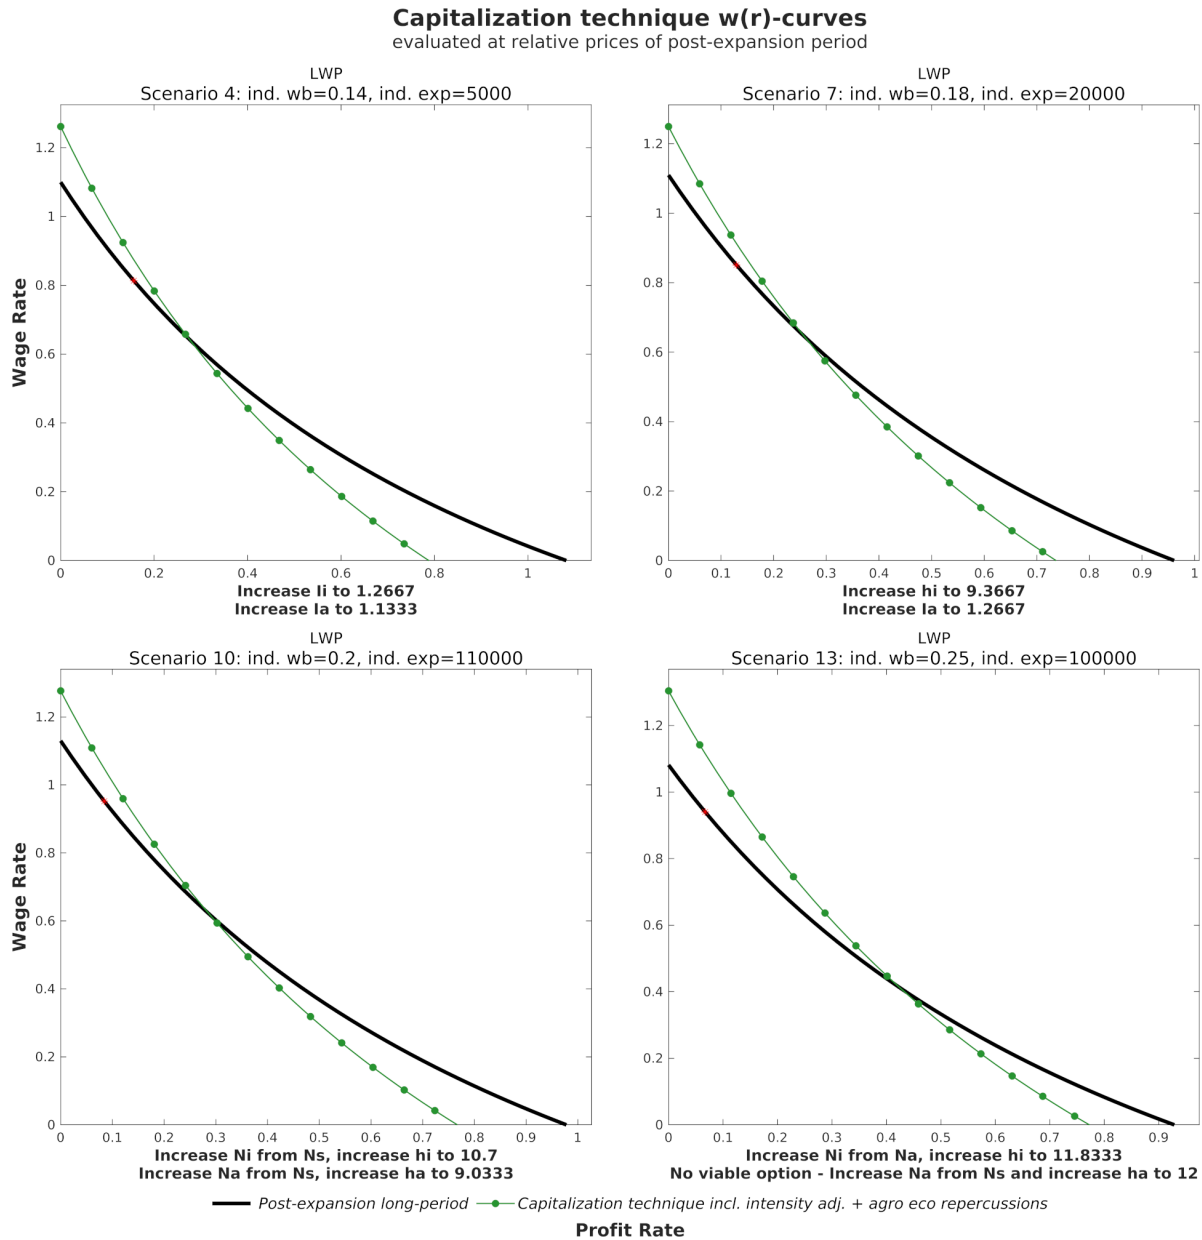 Capitalization technique w(r)-curves
evaluated at relative prices of post-expansion period
LWP
Scenario 4: ind. wb=0.14, ind. exp=5000
Wage Rate
1.2
1
0.8
0.6
0.4
0.2
0
0 0.2 0.4 0.6 0.8 1
Increase Ii to 1.2667
Increase Ia to 1.1333
LWP
Scenario 7: ind. wb=0.18, ind. exp=20000
1.2
1
0.8
0.6
0.4
0.2
0
0 0.1 0.2 0.3 0.4 0.5 0.6 0.7 0.8 0.9 1
Increase hi to 9.3667
Increase Ia to 1.2667
LWP
Scenario 10: ind. wb=0.2, ind. exp=110000
Wage Rate
1.2
1
0.8
0.6
0.4
0.2
0
0 0.1 0.2 0.3 0.4 0.5 0.6 0.7 0.8 0.9 1
Increase Ni from Ns, increase hi to 10.7
Increase Na from Ns, increase ha to 9.0333
LWP
Scenario 13: ind. wb=0.25, ind. exp=100000
1.2
1
0.8
0.6
0.4
0.2
0
0 0.1 0.2 0.3 0.4 0.5 0.6 0.7 0.8 0.9
Increase Ni from Na, increase hi to 11.8333
No viable option - Increase Na from Ns and increase ha to 12
Post-expansion long-period Capitalization technique incl. intensity adj. + agro eco repercussions
Profit Rate